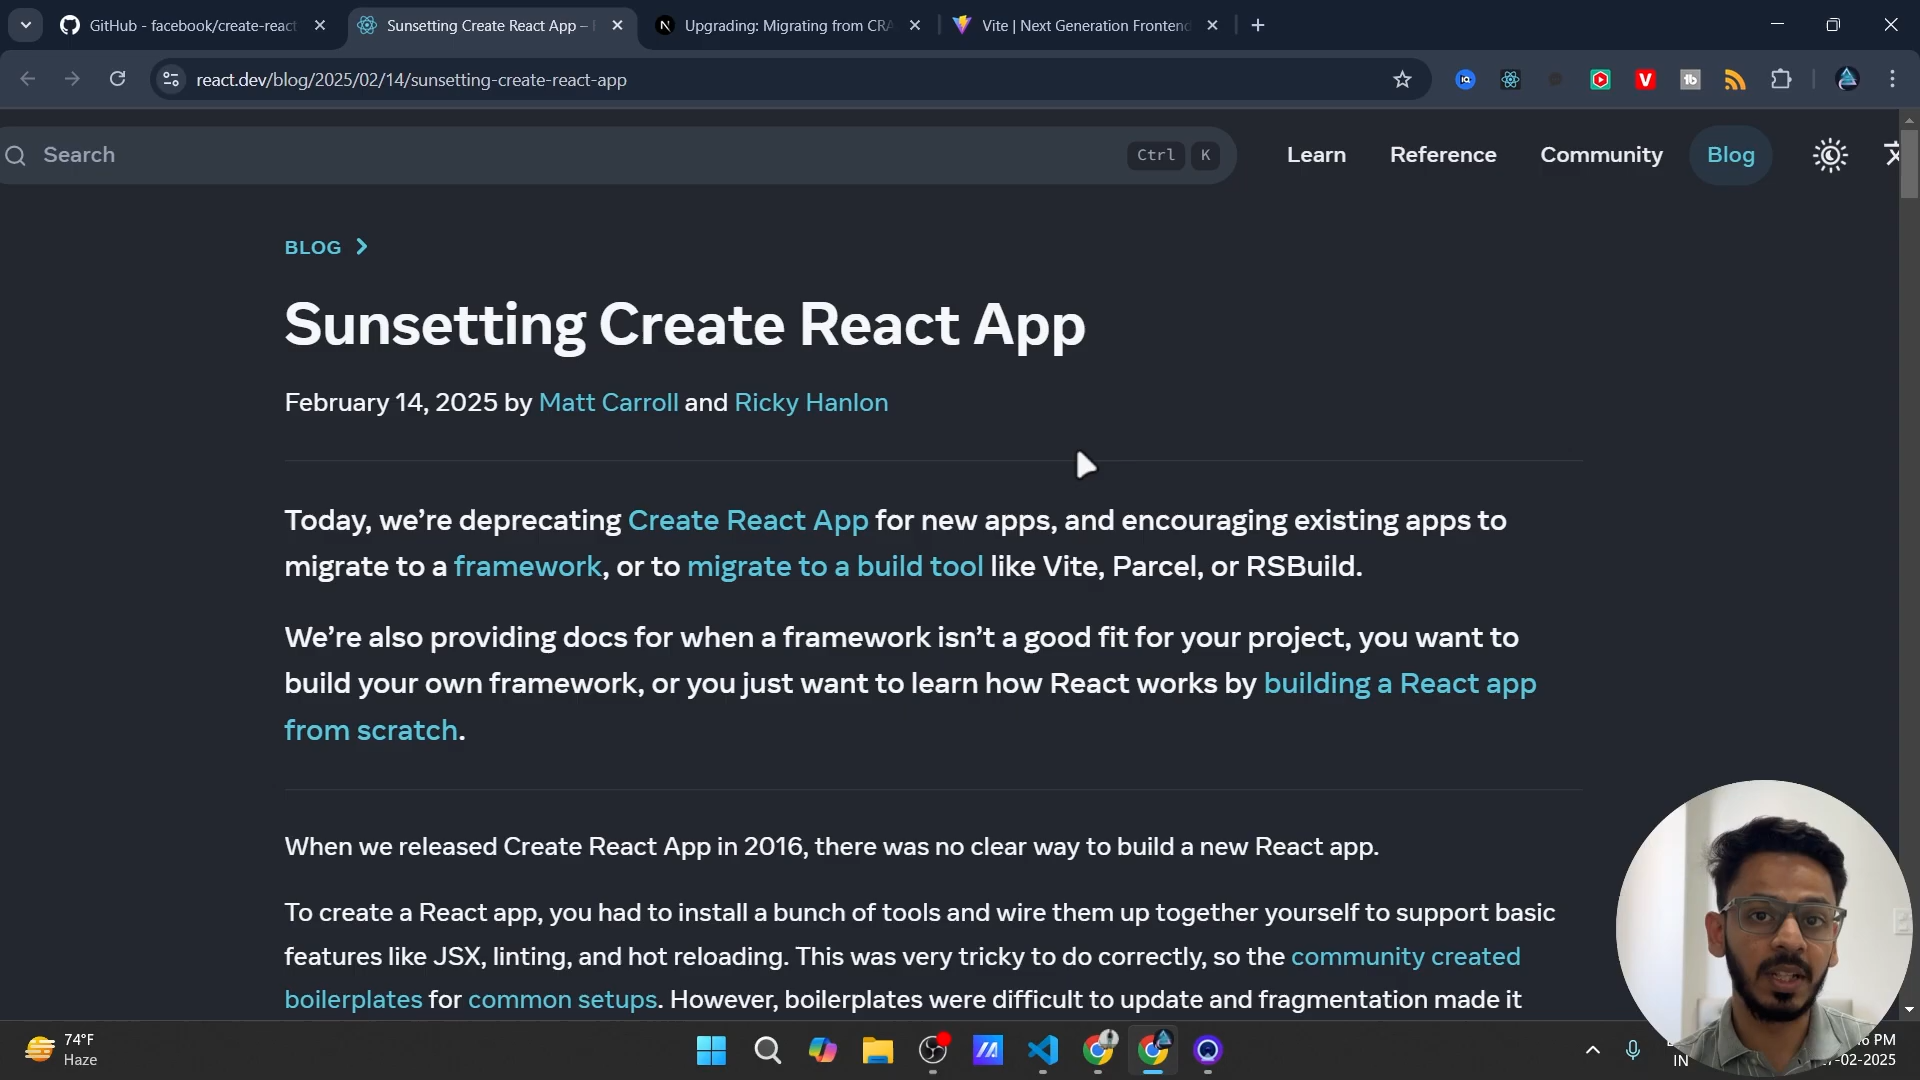 GitHub - facebook/create-react
Sunsetting Create React App –
Upgrading: Migrating from CRA
Vite | Next Generation Frontend
react.dev/blog/2025/02/14/sunsetting-create-react-app
Search
Ctrl K
Learn
Reference
Community
Blog
BLOG
Sunsetting Create React App
February 14, 2025 by Matt Carroll and Ricky Hanlon
Today, we’re deprecating Create React App for new apps, and encouraging existing apps to
migrate to a framework, or to migrate to a build tool like Vite, Parcel, or RSBuild.
We’re also providing docs for when a framework isn’t a good fit for your project, you want to
build your own framework, or you just want to learn how React works by building a React app
from scratch.
When we released Create React App in 2016, there was no clear way to build a new React app.
To create a React app, you had to install a bunch of tools and wire them up together yourself to support basic
features like JSX, linting, and hot reloading. This was very tricky to do correctly, so the community created
boilerplates for common setups. However, boilerplates were difficult to update and fragmentation made it
74°F
Haze
IN
PM
-02-2025